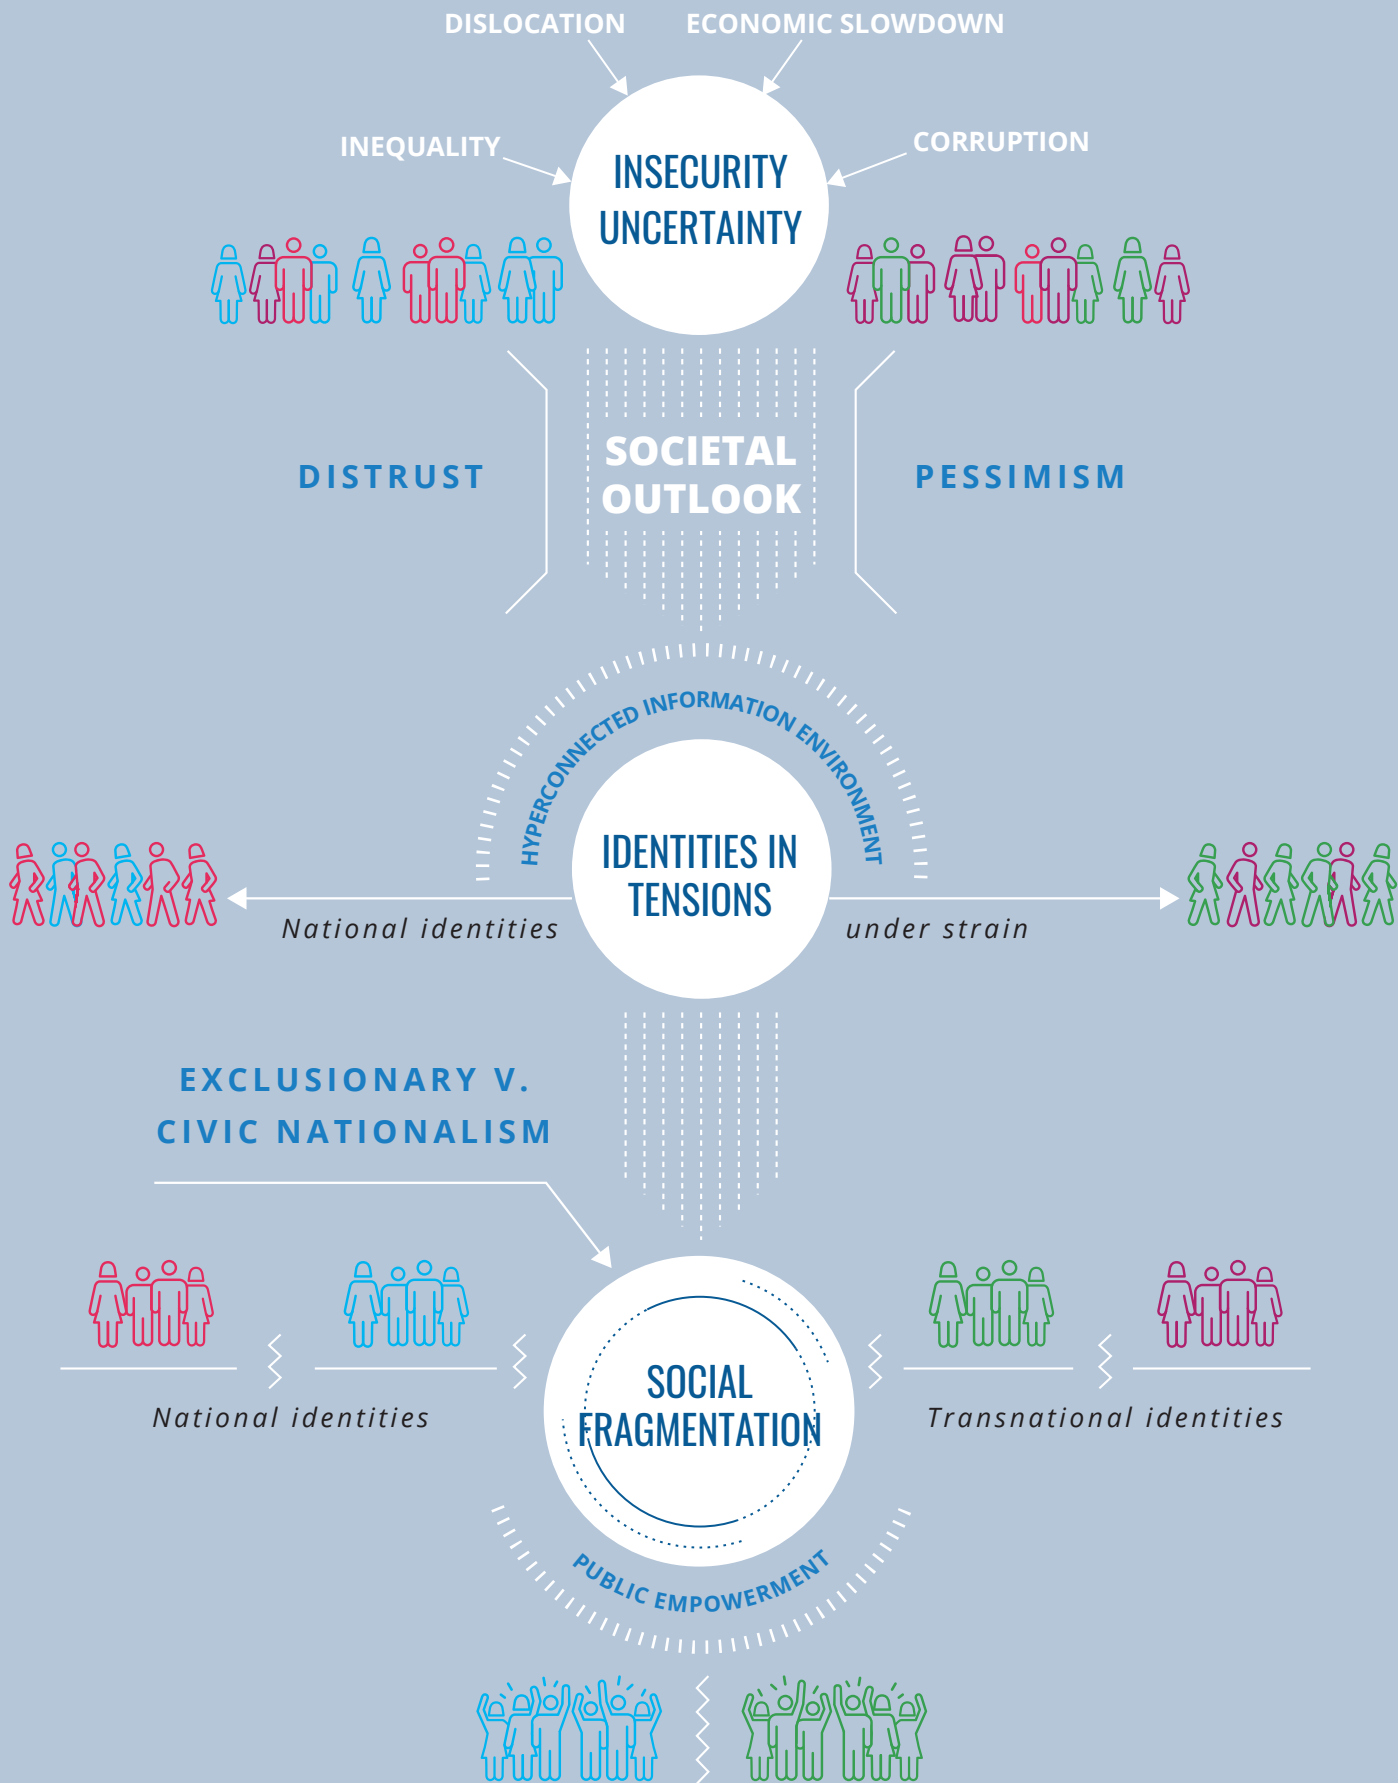 DISLOCATION
ECONOMIC SLOWDOWN
INEQUALITY
CORRUPTION
INSECURITY
UNCERTAINTY
SOCIETAL
OUTLOOK
DISTRUST
PESSIMISM
HYPERCONNECTED INFORMATION ENVIRONMENT
IDENTITIES IN
TENSIONS
National identities
under strain
EXCLUSIONARY V.
CIVIC NATIONALISM
SOCIAL
FRAGMENTATION
National identities
Transnational identities
PUBLIC EMPOWERMENT